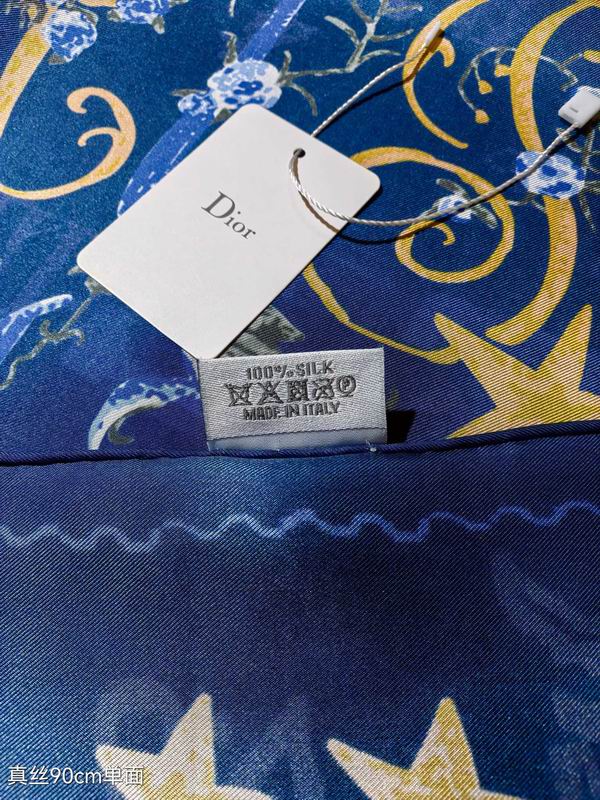 Dior
100% SILK
MADE IN ITALY
真丝90cm单面